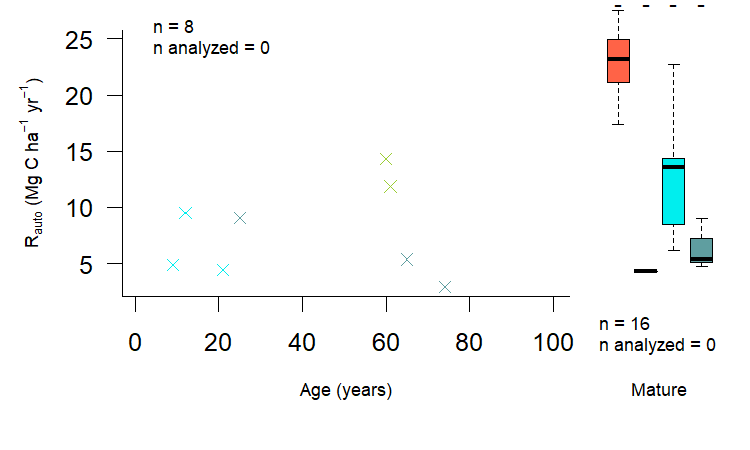 n = 8
n analyzed = 0
25
20
15
10
5
R_auto (Mg C ha⁻¹ yr⁻¹)
0 20 40 60 80 100
Age (years)
n = 16
n analyzed = 0
Mature
- - - -